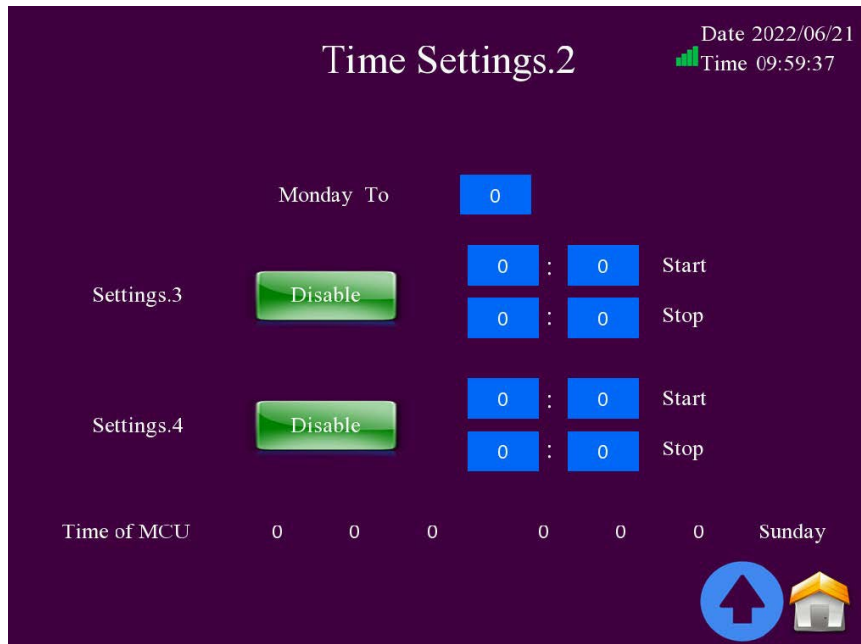 Time Settings.2
Date 2022/06/21
Time 09:59:37
Monday To 0
0 : 0 Start
Settings.3 Disable
0 : 0 Stop
0 : 0 Start
Settings.4 Disable
0 : 0 Stop
Time of MCU 0 0 0 0 0 0 Sunday